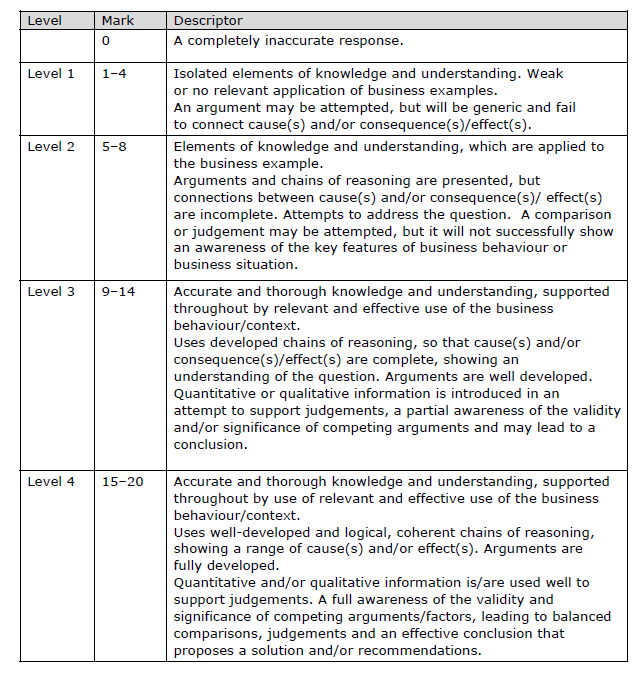 Level Mark Descriptor
0 A completely inaccurate response.
Level 1 1–4 Isolated elements of knowledge and understanding. Weak
or no relevant application of business examples.
An argument may be attempted, but will be generic and fail
to connect cause(s) and/or consequence(s)/effect(s).
Level 2 5–8 Elements of knowledge and understanding, which are applied to
the business example.
Arguments and chains of reasoning are presented, but
connections between cause(s) and/or consequence(s)/ effect(s)
are incomplete. Attempts to address the question.  A comparison
or judgement may be attempted, but it will not successfully show
an awareness of the key features of business behaviour or
business situation.
Level 3 9–14 Accurate and thorough knowledge and understanding, supported
throughout by relevant and effective use of the business
behaviour/context.
Uses developed chains of reasoning, so that cause(s) and/or
consequence(s)/effect(s) are complete, showing an
understanding of the question. Arguments are well developed.
Quantitative or qualitative information is introduced in an
attempt to support judgements, a partial awareness of the validity
and/or significance of competing arguments and may lead to a
conclusion.
Level 4 15–20 Accurate and thorough knowledge and understanding, supported
throughout by use of relevant and effective use of the business
behaviour/context.
Uses well-developed and logical, coherent chains of reasoning,
showing a range of cause(s) and/or effect(s). Arguments are
fully developed.
Quantitative and/or qualitative information is/are used well to
support judgements. A full awareness of the validity and
significance of competing arguments/factors, leading to balanced
comparisons, judgements and an effective conclusion that
proposes a solution and/or recommendations.